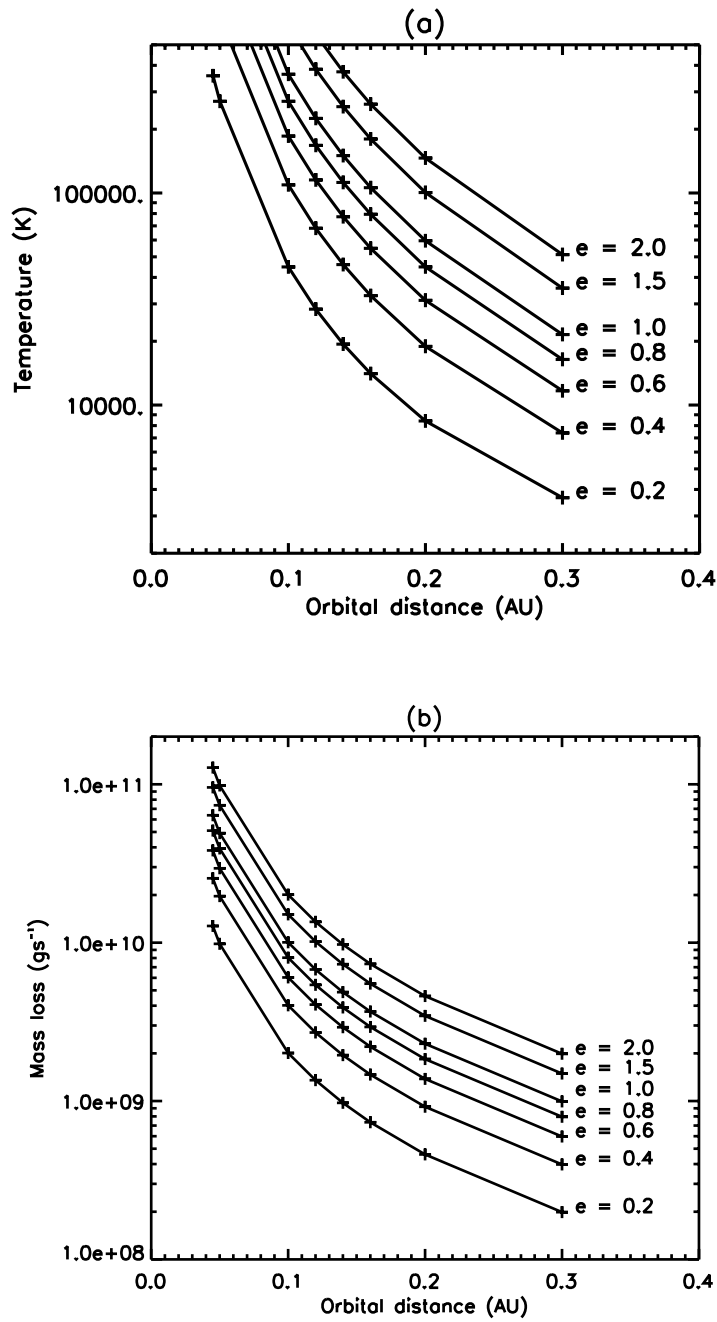 (a)
Temperature (K)
100000.
10000.
e = 2.0
e = 1.5
e = 1.0
e = 0.8
e = 0.6
e = 0.4
e = 0.2
0.0 0.1 0.2 0.3 0.4
Orbital distance (AU)
(b)
Mass loss (gs⁻¹)
1.0e+11
1.0e+10
1.0e+09
1.0e+08
e = 2.0
e = 1.5
e = 1.0
e = 0.8
e = 0.6
e = 0.4
e = 0.2
0.0 0.1 0.2 0.3 0.4
Orbital distance (AU)